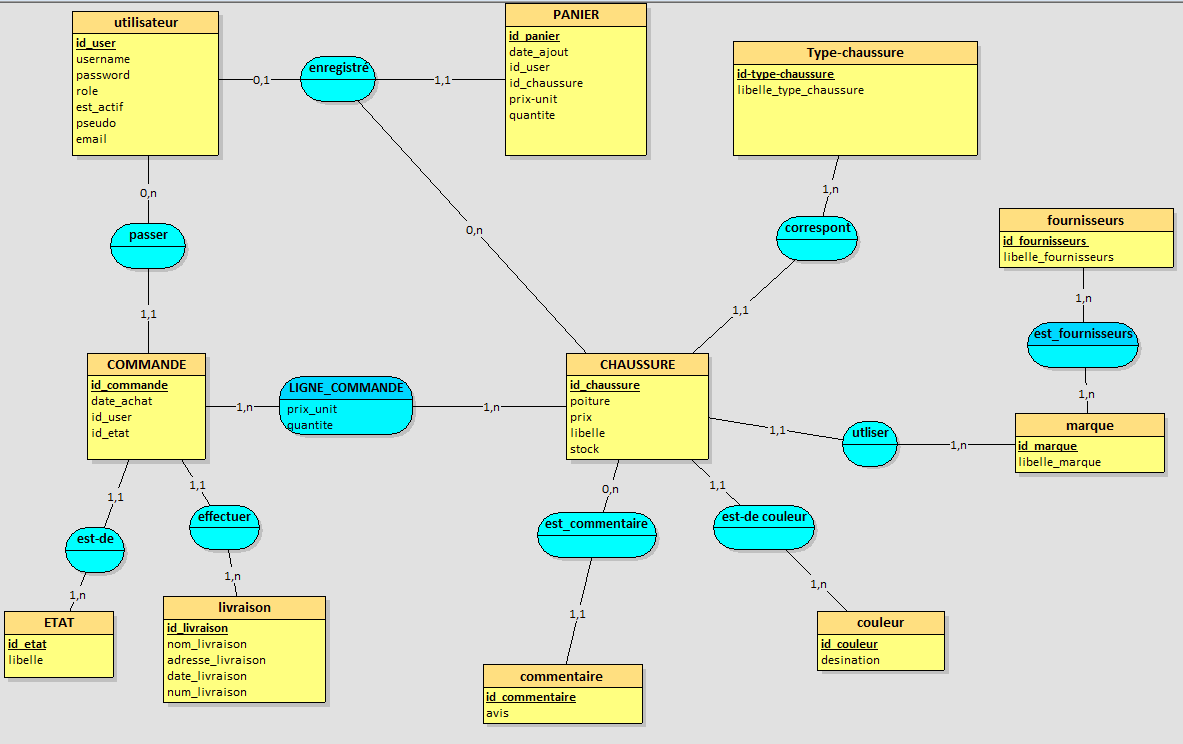 utilisateur
id_user
username
password
role
est_actif
pseudo
email
0,1
enregistre
1,1
PANIER
id_panier
date_ajout
id_user
id_chaussure
prix-unit
quantite
Type-chaussure
id-type-chaussure
libelle_type_chaussure
0,n
passer
1,1
0,n
1,n
correspont
1,1
fournisseurs
id_fournisseurs
libelle_fournisseurs
1,n
est_fournisseurs
1,n
COMMANDE
id_commande
date_achat
id_user
id_etat
1,n
LIGNE_COMMANDE
prix_unit
quantite
1,n
CHAUSSURE
id_chaussure
poiture
prix
libelle
stock
1,1
utliser
1,n
marque
id_marque
libelle_marque
1,1
est-de
1,n
1,1
effectuer
1,n
0,n
est_commentaire
1,1
1,1
est-de couleur
1,n
ETAT
id_etat
libelle
livraison
id_livraison
nom_livraison
adresse_livraison
date_livraison
num_livraison
commentaire
id_commentaire
avis
couleur
id_couleur
desination